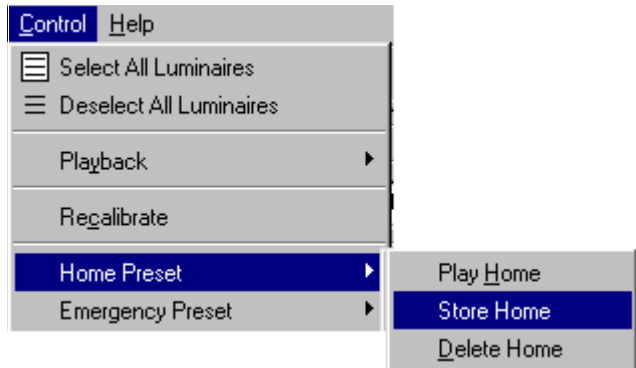 Control Help
Select All Luminaires
Deselect All Luminaires
Playback
Recalibrate
Home Preset
Play Home
Emergency Preset
Store Home
Delete Home